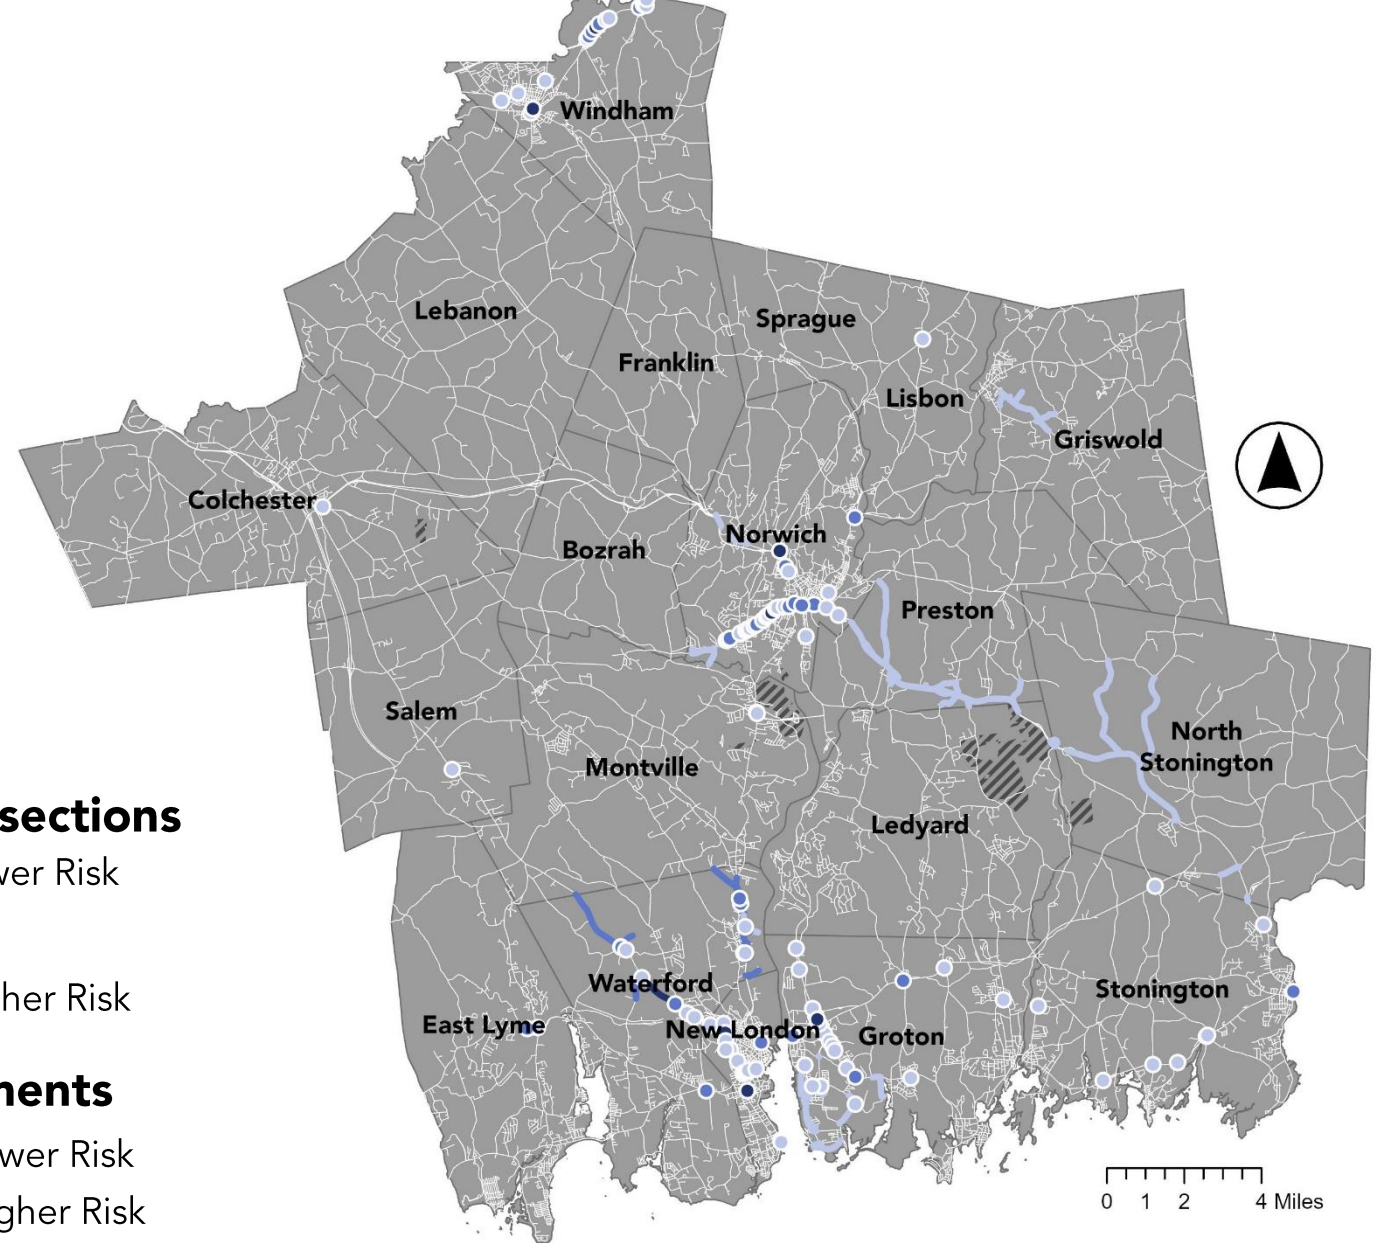 Windham
Lebanon
Sprague
Franklin
Lisbon
Griswold
Colchester
Norwich
Bozrah
Preston
Salem
North
Stonington
Montville
sections
Ledyard
wer Risk
Waterford
Stonington
her Risk
East Lyme
New London
Groton
nents
wer Risk
0 1 2 4 Miles
gher Risk